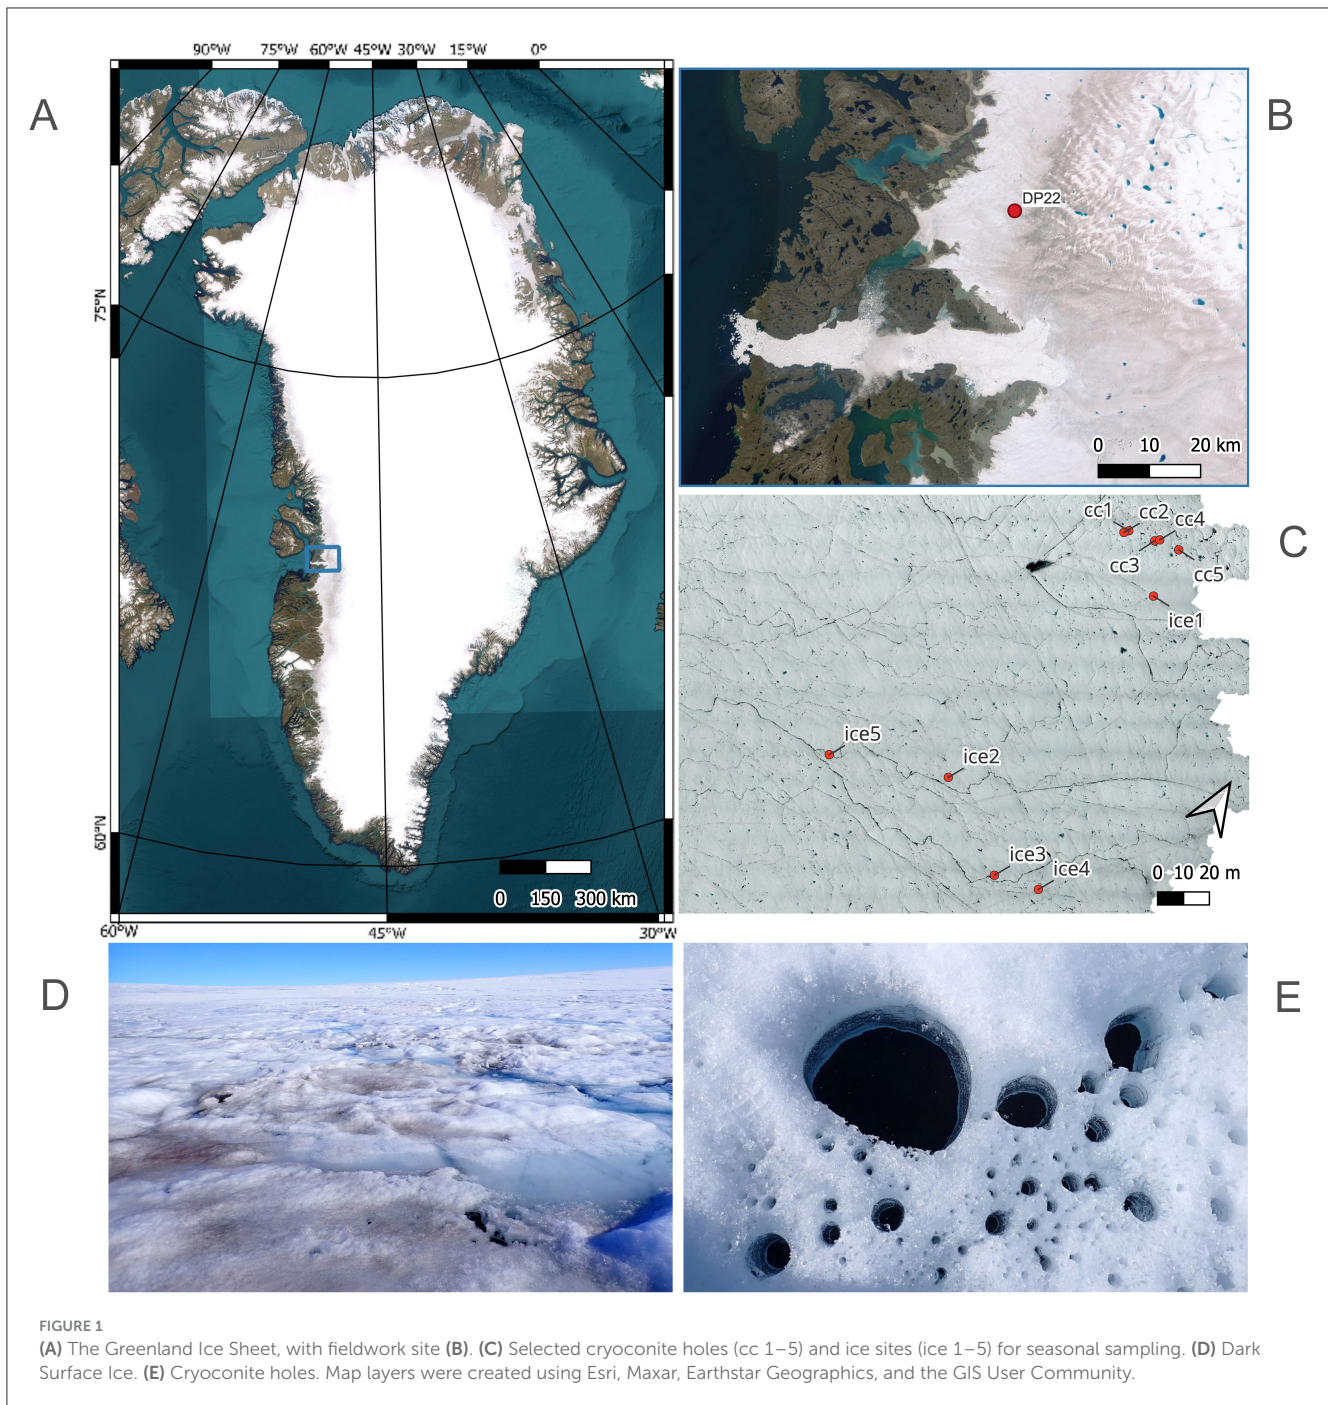 A
90°W 75°W 60°W 45°W 30°W 15°W 0°
75°N
60°N
0 150 300 km
60°W 45°W 30°W
B
DP22
0 10 20 km
C
cc1 cc2 cc4
cc3 cc5
ice1
ice5
ice2
ice3
ice4
0 10 20 m
D
E
FIGURE 1
(A) The Greenland Ice Sheet, with fieldwork site (B). (C) Selected cryoconite holes (cc 1–5) and ice sites (ice 1–5) for seasonal sampling. (D) Dark
Surface Ice. (E) Cryoconite holes. Map layers were created using Esri, Maxar, Earthstar Geographics, and the GIS User Community.